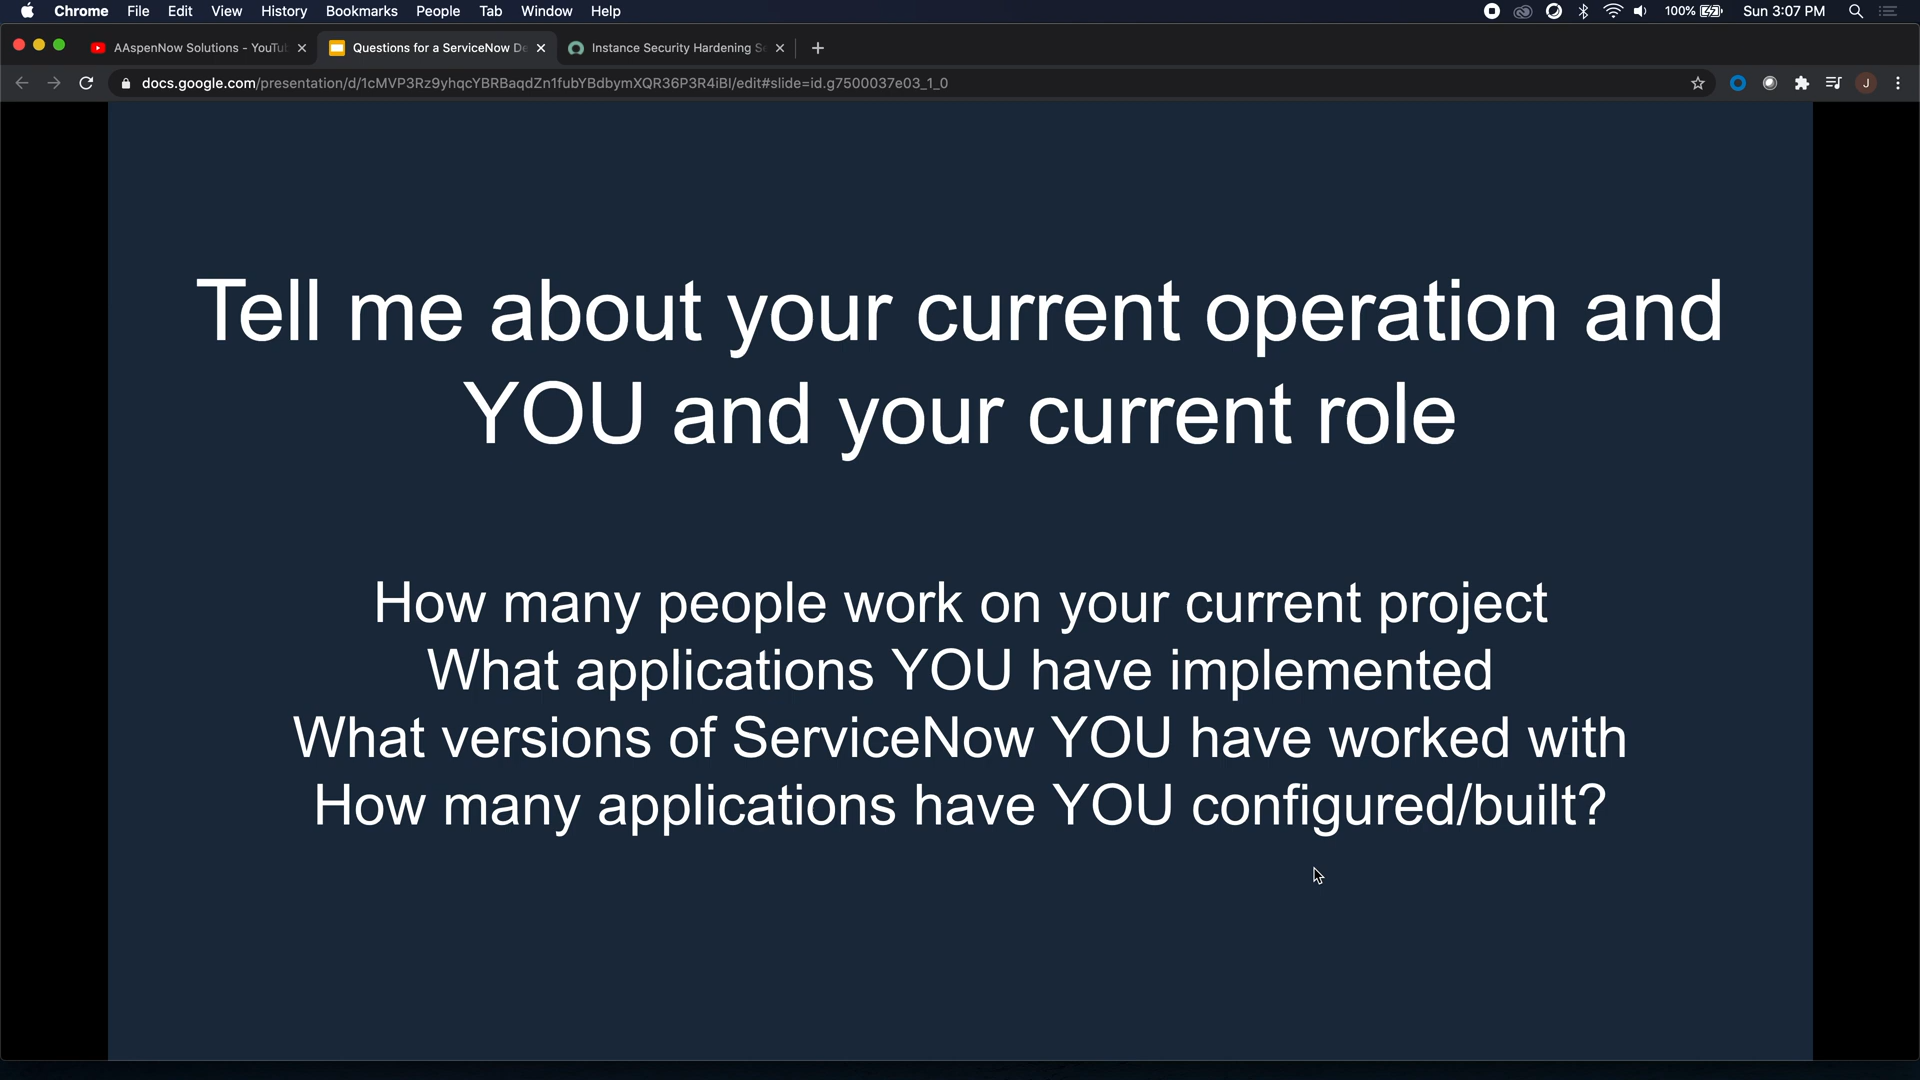 Chrome File Edit View History Bookmarks People Tab Window Help 100% Sun 3:07 PM
AAspenNow Solutions - YouTu Questions for a ServiceNow De Instance Security Hardening Se
docs.google.com/presentation/d/1cMVP3Rz9yhqcYBRBaqdZn1fubYBdbymXQR36P3R4iBI/edit#slide=id.g7500037e03_1_0 J
Tell me about your current operation and
YOU and your current role
How many people work on your current project
What applications YOU have implemented
What versions of ServiceNow YOU have worked with
How many applications have YOU configured/built?